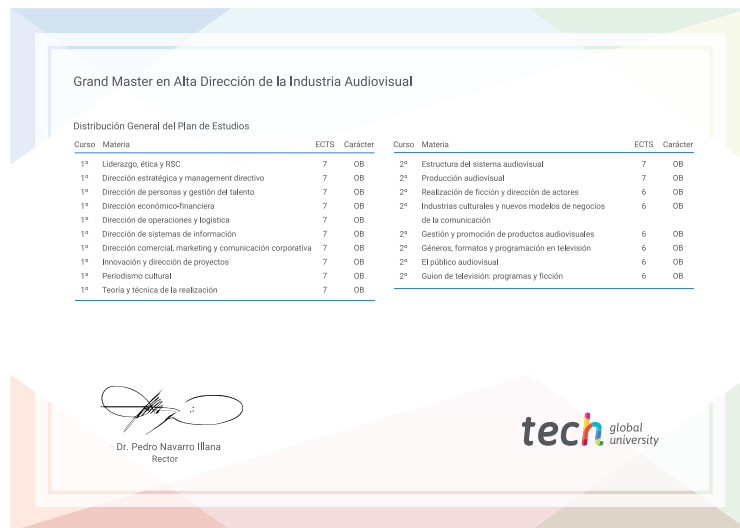 Grand Master en Alta Dirección de la Industria Audiovisual
Distribución General del Plan de Estudios
Curso Materia ECTS Carácter
1º Liderazgo, ética y RSC 7 OB
1º Dirección estratégica y management directivo 7 OB
1º Dirección de personas y gestión del talento 7 OB
1º Dirección económico-financiera 7 OB
1º Dirección de operaciones y logística 7 OB
1º Dirección de sistemas de información 7 OB
1º Dirección comercial, marketing y comunicación corporativa 7 OB
1º Innovación y dirección de proyectos 7 OB
1º Periodismo cultural 7 OB
1º Teoría y técnica de la realización 7 OB
Curso Materia ECTS Carácter
2º Estructura del sistema audiovisual 7 OB
2º Producción audiovisual 7 OB
2º Realización de ficción y dirección de actores 6 OB
2º Industrias culturales y nuevos modelos de negocios 6 OB
de la comunicación
2º Gestión y promoción de productos audiovisuales 6 OB
2º Géneros, formatos y programación en televisión 6 OB
2º El público audiovisual 6 OB
2º Guion de televisión: programas y ficción 6 OB
Dr. Pedro Navarro Illana
Rector
tech global
university